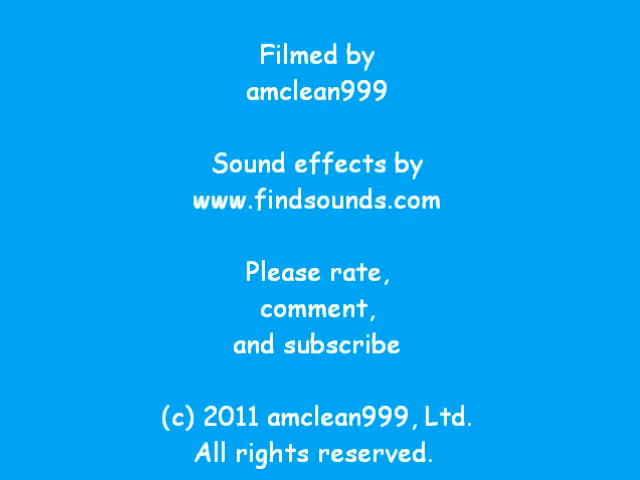 Filmed by
amclean999
Sound effects by
www.findsounds.com
Please rate,
comment,
and subscribe
(c) 2011 amclean999, Ltd.
All rights reserved.